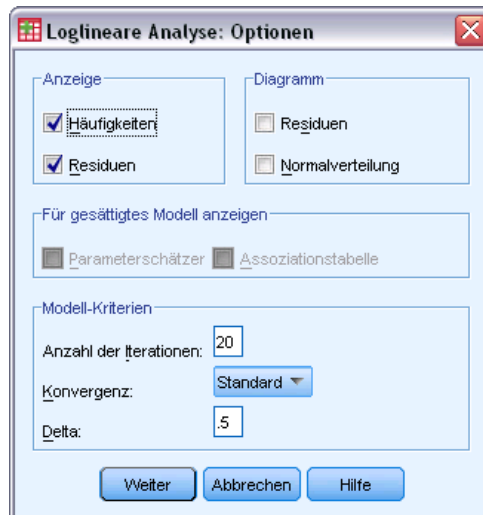 Loglineare Analyse: Optionen
Anzeige
Häufigkeiten
Residuen
Diagramm
Residuen
Normalverteilung
Für gesättigtes Modell anzeigen
Parameterschätzer Assoziationstabelle
Modell-Kriterien
Anzahl der Iterationen: 20
Konvergenz: Standard
Delta: .5
Weiter Abbrechen Hilfe